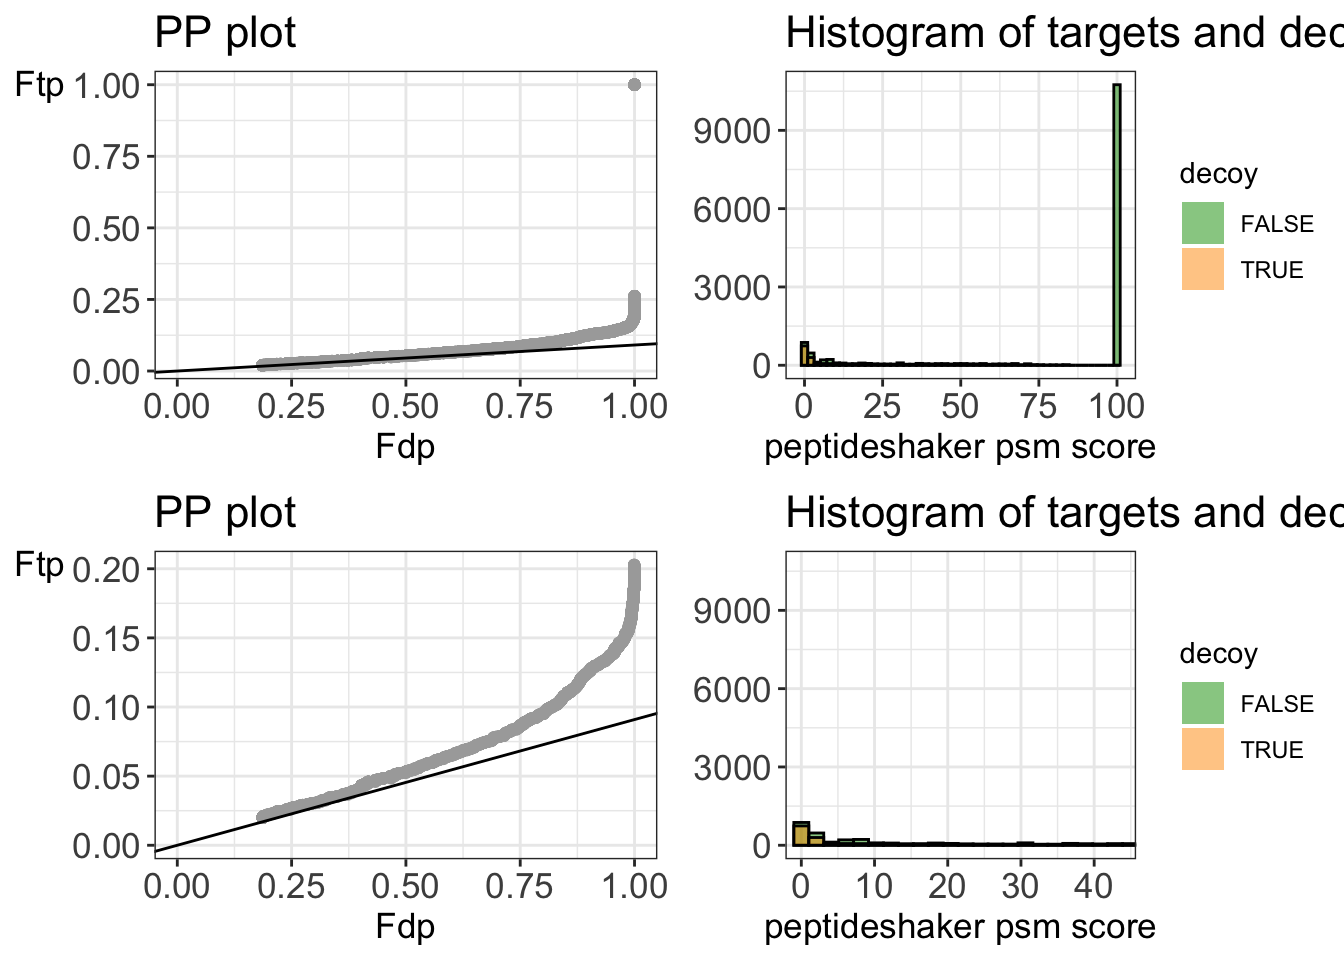 PP plot
Ftp
1.00
0.75
0.50
0.25
0.00
0.00 0.25 0.50 0.75 1.00
Fdp
Histogram of targets and dec
9000
6000
3000
0
0 25 50 75 100
peptideshaker psm score
decoy
FALSE
TRUE
PP plot
Ftp
0.20
0.15
0.10
0.05
0.00
0.00 0.25 0.50 0.75 1.00
Fdp
Histogram of targets and dec
9000
6000
3000
0
0 10 20 30 40
peptideshaker psm score
decoy
FALSE
TRUE